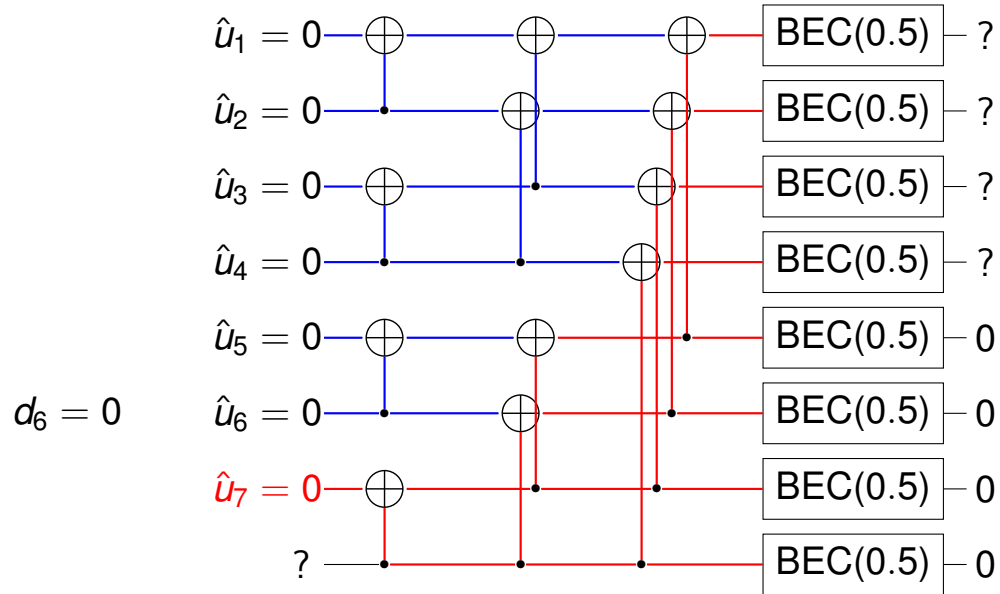 û₁ = 0 BEC(0.5) ?
û₂ = 0 BEC(0.5) ?
û₃ = 0 BEC(0.5) ?
û₄ = 0 BEC(0.5) ?
û₅ = 0 BEC(0.5) 0
d₆ = 0 û₆ = 0 BEC(0.5) 0
û₇ = 0 BEC(0.5) 0
? BEC(0.5) 0